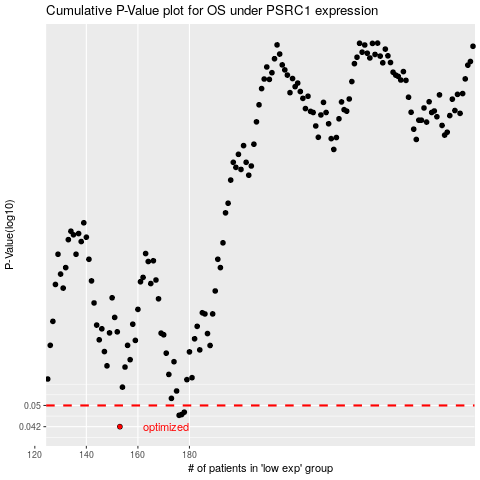 Cumulative P-Value plot for OS under PSRC1 expression
P-Value(log10)
0.05
0.042
optimized
120 140 160 180
# of patients in 'low exp' group